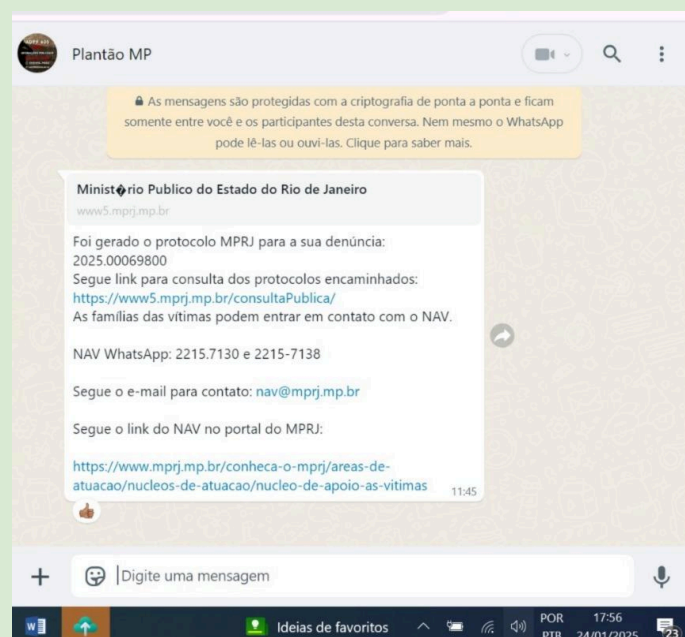 Plantão MP
As mensagens são protegidas com a criptografia de ponta a ponta e ficam
somente entre você e os participantes desta conversa. Nem mesmo o WhatsApp
pode lê-las ou ouvi-las. Clique para saber mais.
Minist�rio Publico do Estado do Rio de Janeiro
www5.mprj.mp.br
Foi gerado o protocolo MPRJ para a sua denúncia:
2025.00069800
Segue link para consulta dos protocolos encaminhados:
https://www5.mprj.mp.br/consultaPublica/
As famílias das vítimas podem entrar em contato com o NAV.
NAV WhatsApp: 2215.7130 e 2215-7138
Segue o e-mail para contato: nav@mprj.mp.br
Segue o link do NAV no portal do MPRJ:
https://www.mprj.mp.br/conheca-o-mprj/areas-de-
atuacao/nucleos-de-atuacao/nucleo-de-apoio-as-vitimas
11:45
Digite uma mensagem
Ideias de favoritos
POR
17:56
PTB
24/01/2025
23